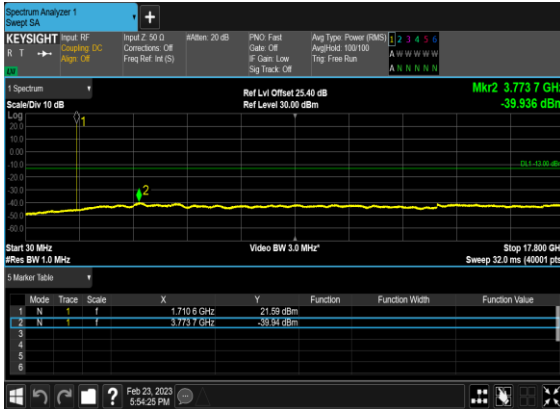 Spectrum Analyzer 1
Swept SA
+
KEYSIGHT Input: RF Input Z: 50 Ω #Atten: 20 dB PNO: Fast Avg Type: Power (RMS) 1 2 3 4 5 6
R T Coupling: DC Corrections: Off Gate: Off Avg|Hold: 100/100 A W W W W W
Align: Off Freq Ref: Int (S) IF Gain: Low Trig: Free Run
Sig Track: Off A N N N N N
1 Spectrum
Ref Lvl Offset 25.40 dB Mkr2 3.773 7 GHz
Scale/Div 10 dB Ref Level 30.00 dBm -39.936 dBm
Log
20.0
10.0
0.00
-10.0
DL1 -13.00 dBm
-20.0
-30.0
-40.0
-50.0
-60.0
1
2
Start 30 MHz Video BW 3.0 MHz* Stop 17.800 GHz
#Res BW 1.0 MHz Sweep 32.0 ms (40001 pts)
5 Marker Table
Mode Trace Scale X Y Function Function Width Function Value
1 N 1 f 1.710 6 GHz 21.59 dBm
2 N 1 f 3.773 7 GHz -39.94 dBm
3
4
5
6
? Feb 23, 2023
5:54:25 PM